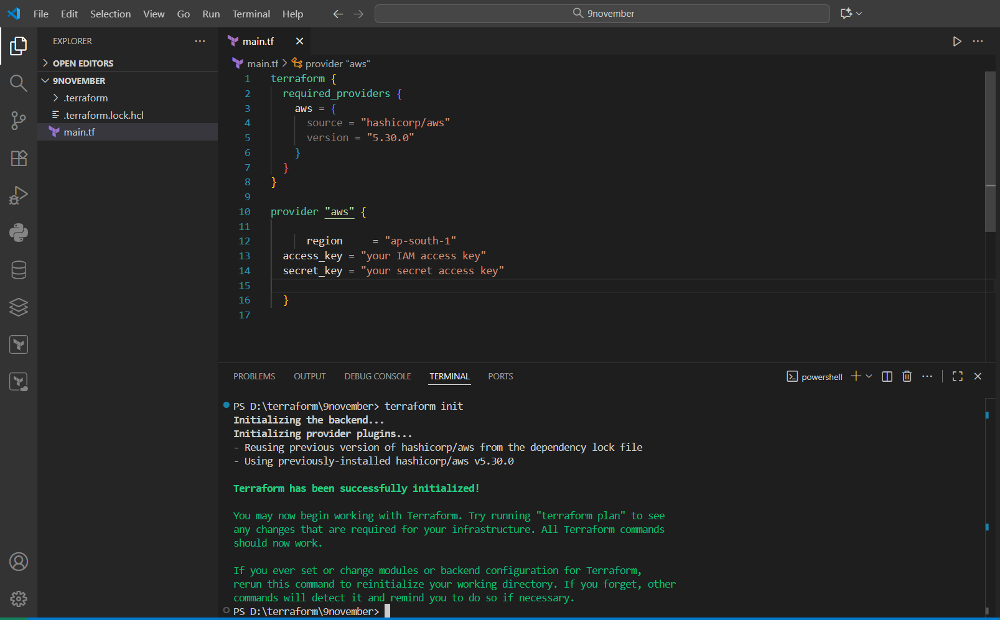 File Edit Selection View Go Run Terminal Help
9november
EXPLORER
OPEN EDITORS
9NOVEMBER
.terraform
.terraform.lock.hcl
main.tf
main.tf
main.tf > provider "aws"
1 terraform {
2 required_providers {
3 aws = {
4 source = "hashicorp/aws"
5 version = "5.30.0"
6 }
7 }
8 }
9
10 provider "aws" {
11
12 region = "ap-south-1"
13 access_key = "your IAM access key"
14 secret_key = "your secret access key"
15
16 }
17
PROBLEMS OUTPUT DEBUG CONSOLE TERMINAL PORTS
powershell
PS D:\terraform\9november> terraform init
Initializing the backend...
Initializing provider plugins...
- Reusing previous version of hashicorp/aws from the dependency lock file
- Using previously-installed hashicorp/aws v5.30.0
Terraform has been successfully initialized!
You may now begin working with Terraform. Try running "terraform plan" to see
any changes that are required for your infrastructure. All Terraform commands
should now work.
If you ever set or change modules or backend configuration for Terraform,
rerun this command to reinitialize your working directory. If you forget, other
commands will detect it and remind you to do so if necessary.
PS D:\terraform\9november>